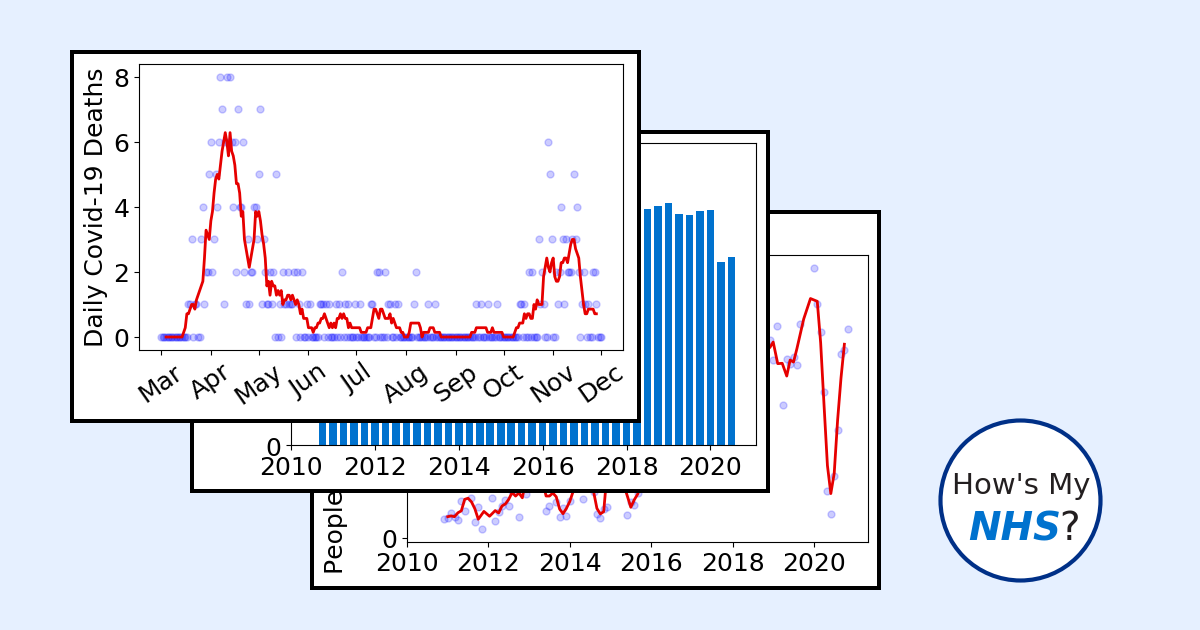 Daily Covid-19 Deaths
8
6
4
2
0
Mar Apr May Jun Jul Aug Sep Oct Nov Dec
0
2010 2012 2014 2016 2018 2020
People
0
2010 2012 2014 2016 2018 2020
How's My
NHS?